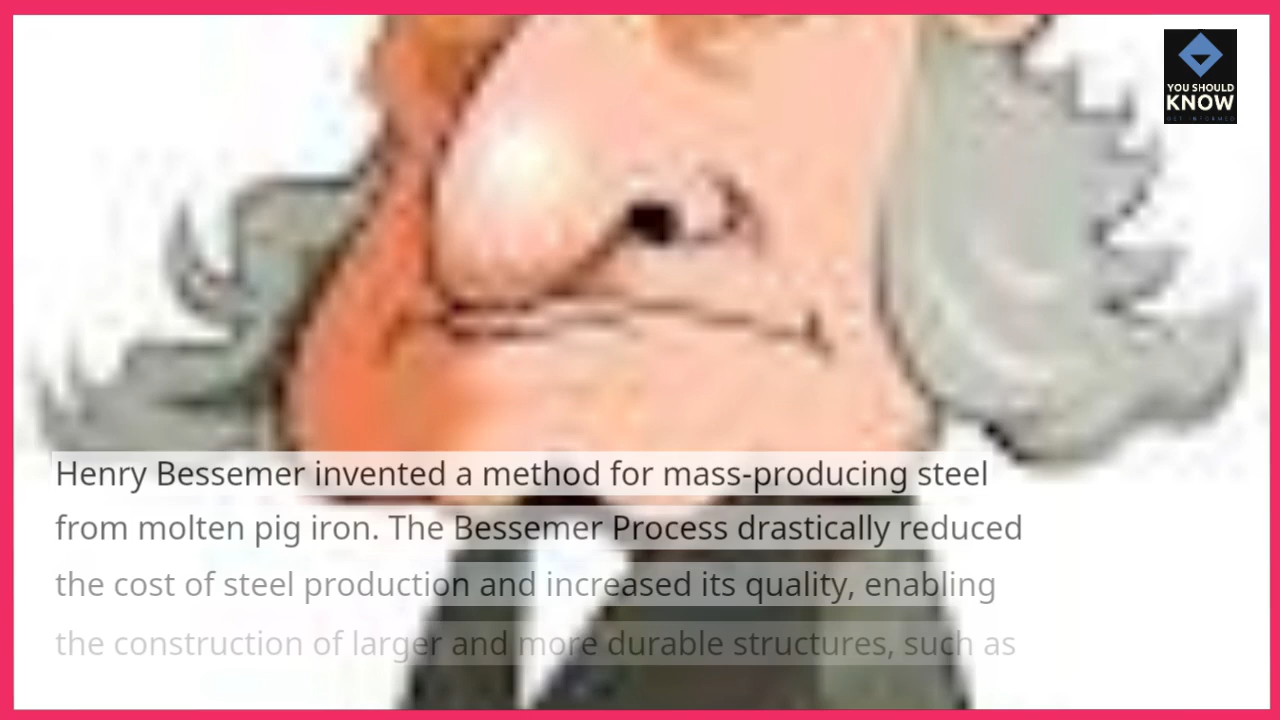 YOU SHOULD
KNOW
GET INFORMED
Henry Bessemer invented a method for mass-producing steel
from molten pig iron. The Bessemer Process drastically reduced
the cost of steel production and increased its quality, enabling
the construction of larger and more durable structures, such as